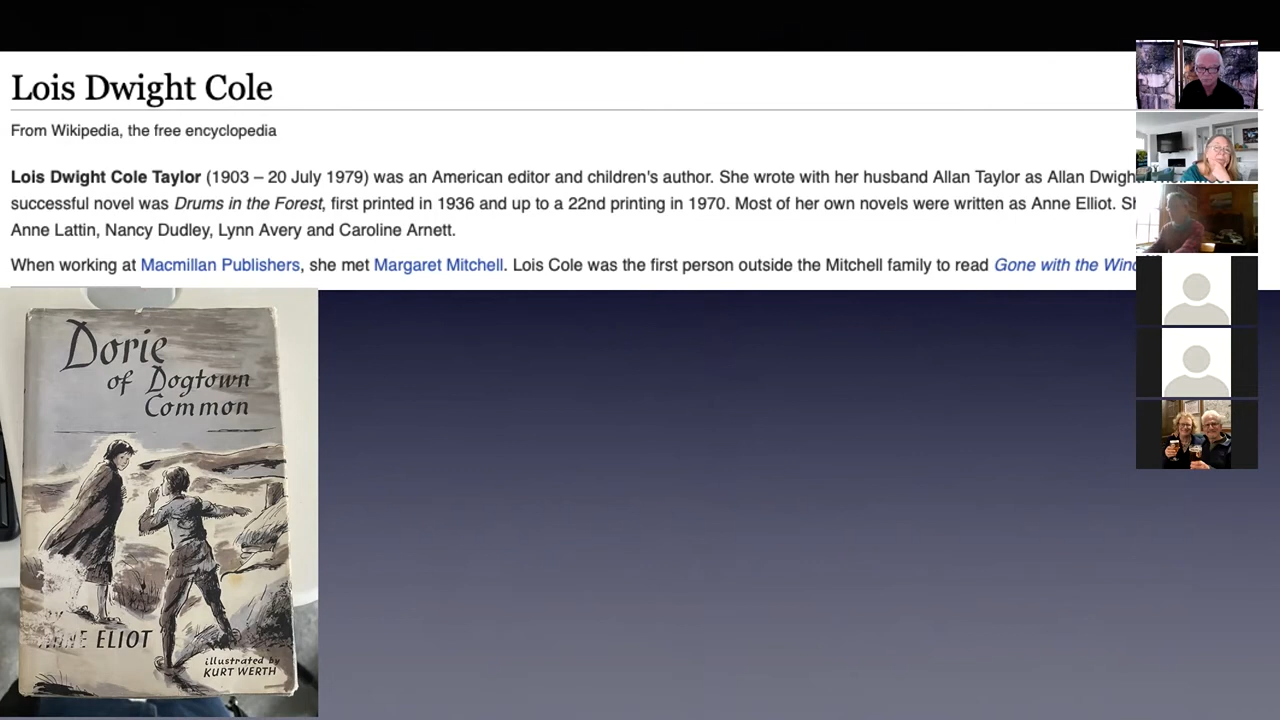 Lois Dwight Cole
From Wikipedia, the free encyclopedia
Lois Dwight Cole Taylor (1903 – 20 July 1979) was an American editor and children's author. She wrote with her husband Allan Taylor as Allan Dwight.
successful novel was Drums in the Forest, first printed in 1936 and up to a 22nd printing in 1970. Most of her own novels were written as Anne Elliot.
Anne Lattin, Nancy Dudley, Lynn Avery and Caroline Arnett.
When working at Macmillan Publishers, she met Margaret Mitchell. Lois Cole was the first person outside the Mitchell family to read Gone with the Wind
Dorie
of Dogtown
Common
BY
ANNE ELIOT
illustrated by
KURT WERTH